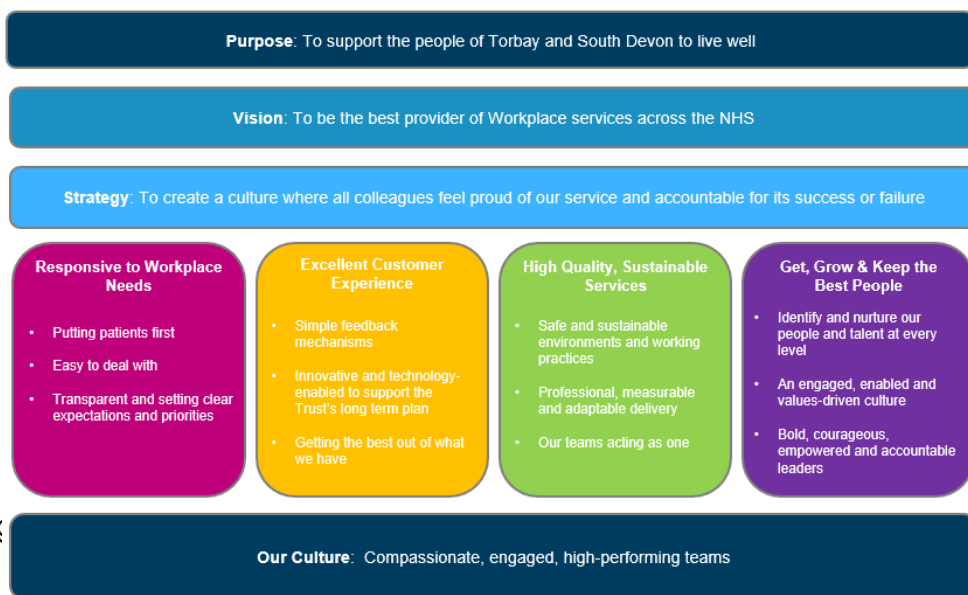 Purpose: To support the people of Torbay and South Devon to live well
Vision: To be the best provider of Workplace services across the NHS
Strategy: To create a culture where all colleagues feel proud of our service and accountable for its success or failure
Responsive to Workplace
Needs
• Putting patients first
• Easy to deal with
• Transparent and setting clear
expectations and priorities
Excellent Customer
Experience
• Simple feedback
mechanisms
• Innovative and technology-
enabled to support the
Trust's long term plan
• Getting the best out of what
we have
High Quality, Sustainable
Services
• Safe and sustainable
environments and working
practices
• Professional, measurable
and adaptable delivery
• Our teams acting as one
Get, Grow & Keep the
Best People
• Identify and nurture our
people and talent at every
level
• An engaged, enabled and
values-driven culture
• Bold, courageous,
empowered and accountable
leaders
Our Culture: Compassionate, engaged, high-performing teams